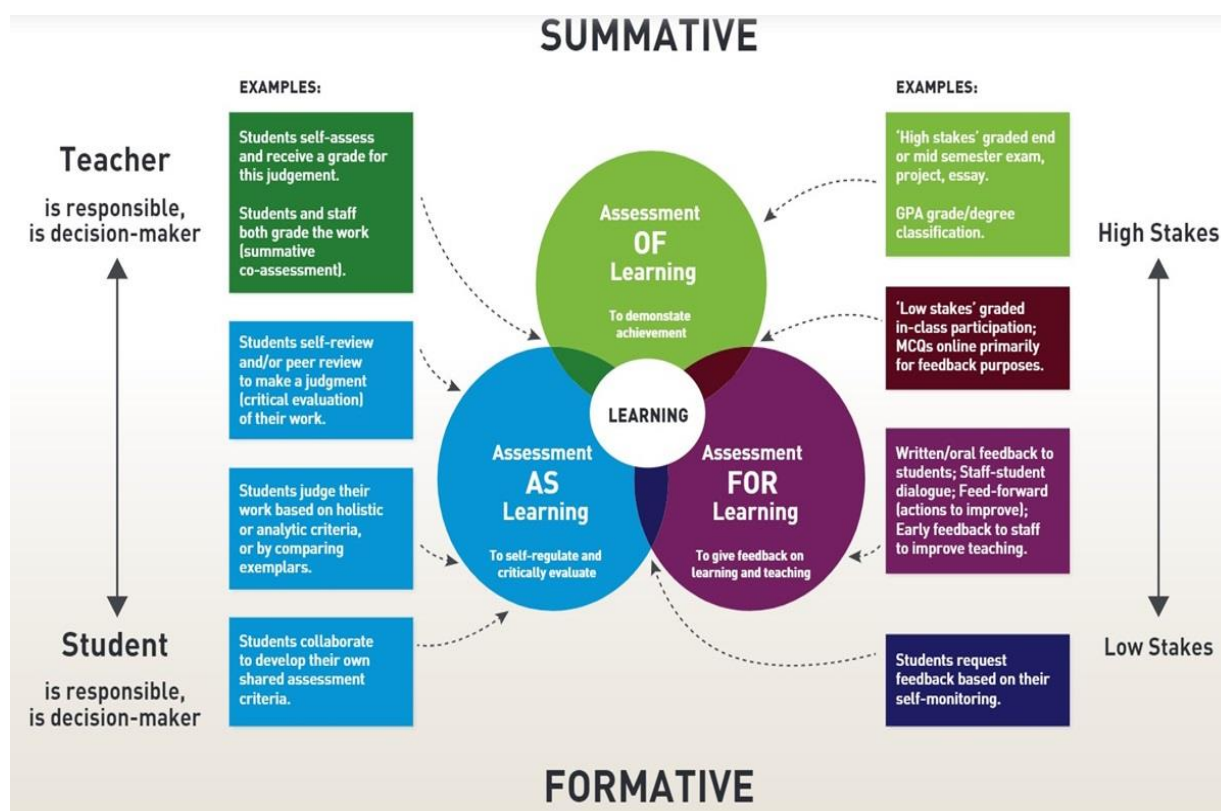 SUMMATIVE
EXAMPLES:
Students self-assess
and receive a grade for
this judgement.
Students and staff
both grade the work
(summative
co-assessment).
Students self-review
and/or peer review
to make a judgment
(critical evaluation)
of their work.
Students judge their
work based on holistic
or analytic criteria,
or by comparing
exemplars.
Students collaborate
to develop their own
shared assessment
criteria.
Teacher
is responsible,
is decision-maker
Student
is responsible,
is decision-maker
Assessment
OF
Learning
To demonstate
achievement
LEARNING
Assessment
AS
Learning
To self-regulate and
critically evaluate
Assessment
FOR
Learning
To give feedback on
learning and teaching
EXAMPLES:
'High stakes' graded end
or mid semester exam,
project, essay.
GPA grade/degree
classification.
'Low stakes' graded
in-class participation;
MCQs online primarily
for feedback purposes.
Written/oral feedback to
students; Staff-student
dialogue; Feed-forward
(actions to improve);
Early feedback to staff
to improve teaching.
Students request
feedback based on their
self-monitoring.
High Stakes
Low Stakes
FORMATIVE